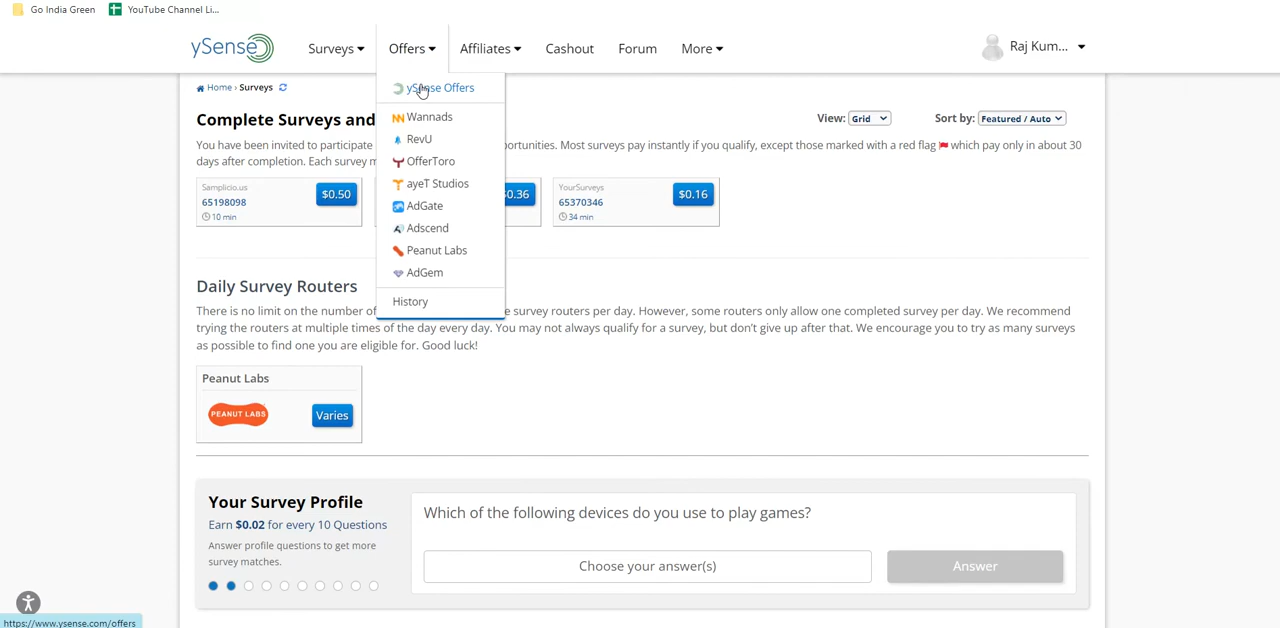 Go India Green YouTube Channel Li...
ySense Surveys Offers Affiliates Cashout Forum More Raj Kum...
Home › Surveys
ySense Offers
Wannads
RevU
OfferToro
ayeT Studios
AdGate
Adscend
Peanut Labs
AdGem
History
Complete Surveys and
View: Grid Sort by: Featured / Auto
You have been invited to participate portunities. Most surveys pay instantly if you qualify, except those marked with a red flag which pay only in about 30
days after completion. Each survey m
Samplicio.us
65198098
10 min
$0.50
$0.36
YourSurveys
65370346
34 min
$0.16
Daily Survey Routers
There is no limit on the number of e survey routers per day. However, some routers only allow one completed survey per day. We recommend
trying the routers at multiple times of the day every day. You may not always qualify for a survey, but don't give up after that. We encourage you to try as many surveys
as possible to find one you are eligible for. Good luck!
Peanut Labs
PEANUT LABS
Varies
Your Survey Profile
Earn $0.02 for every 10 Questions
Answer profile questions to get more
survey matches.
Which of the following devices do you use to play games?
Choose your answer(s)
Answer
https://www.ysense.com/offers